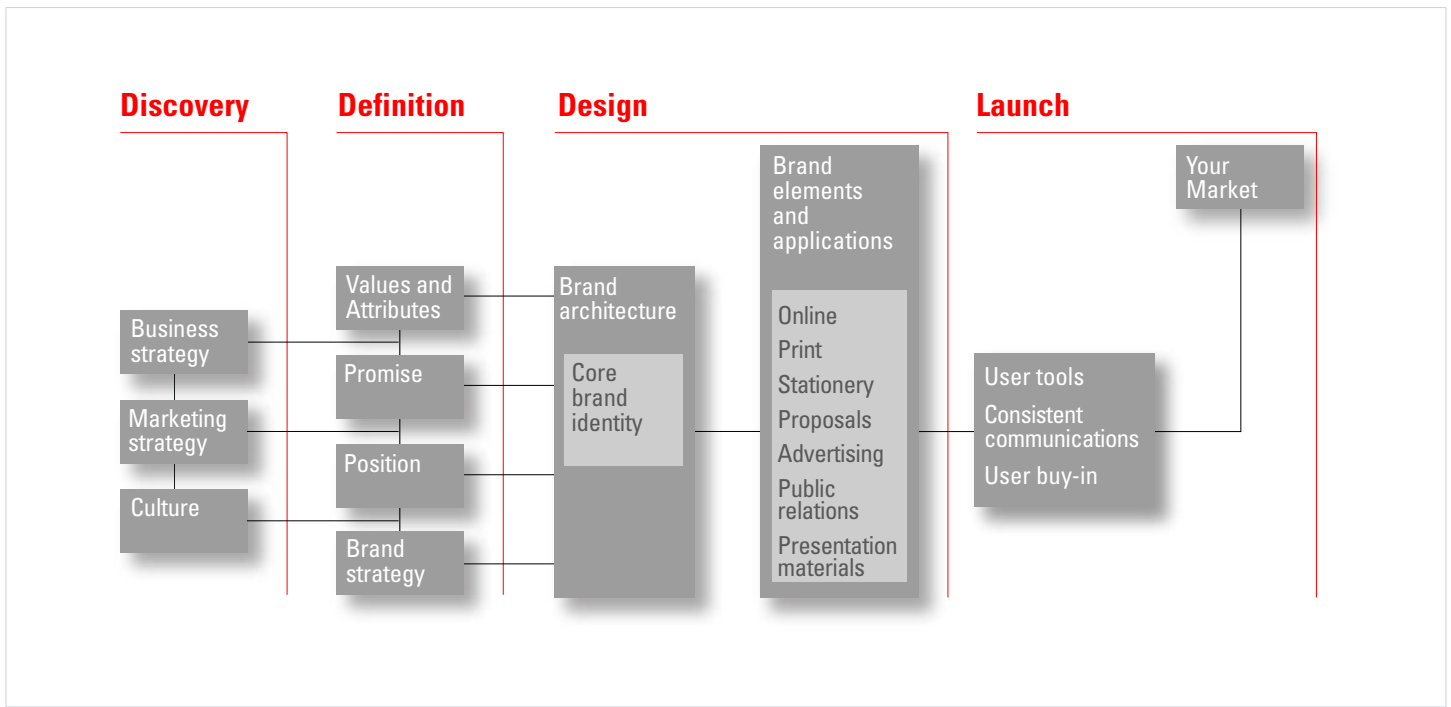 Discovery
Business
strategy
Marketing
strategy
Culture
Definition
Values and
Attributes
Promise
Position
Brand
strategy
Design
Brand
architecture
Core
brand
identity
Brand
elements
and
applications
Online
Print
Stationery
Proposals
Advertising
Public
relations
Presentation
materials
Launch
User tools
Consistent
communications
User buy-in
Your
Market